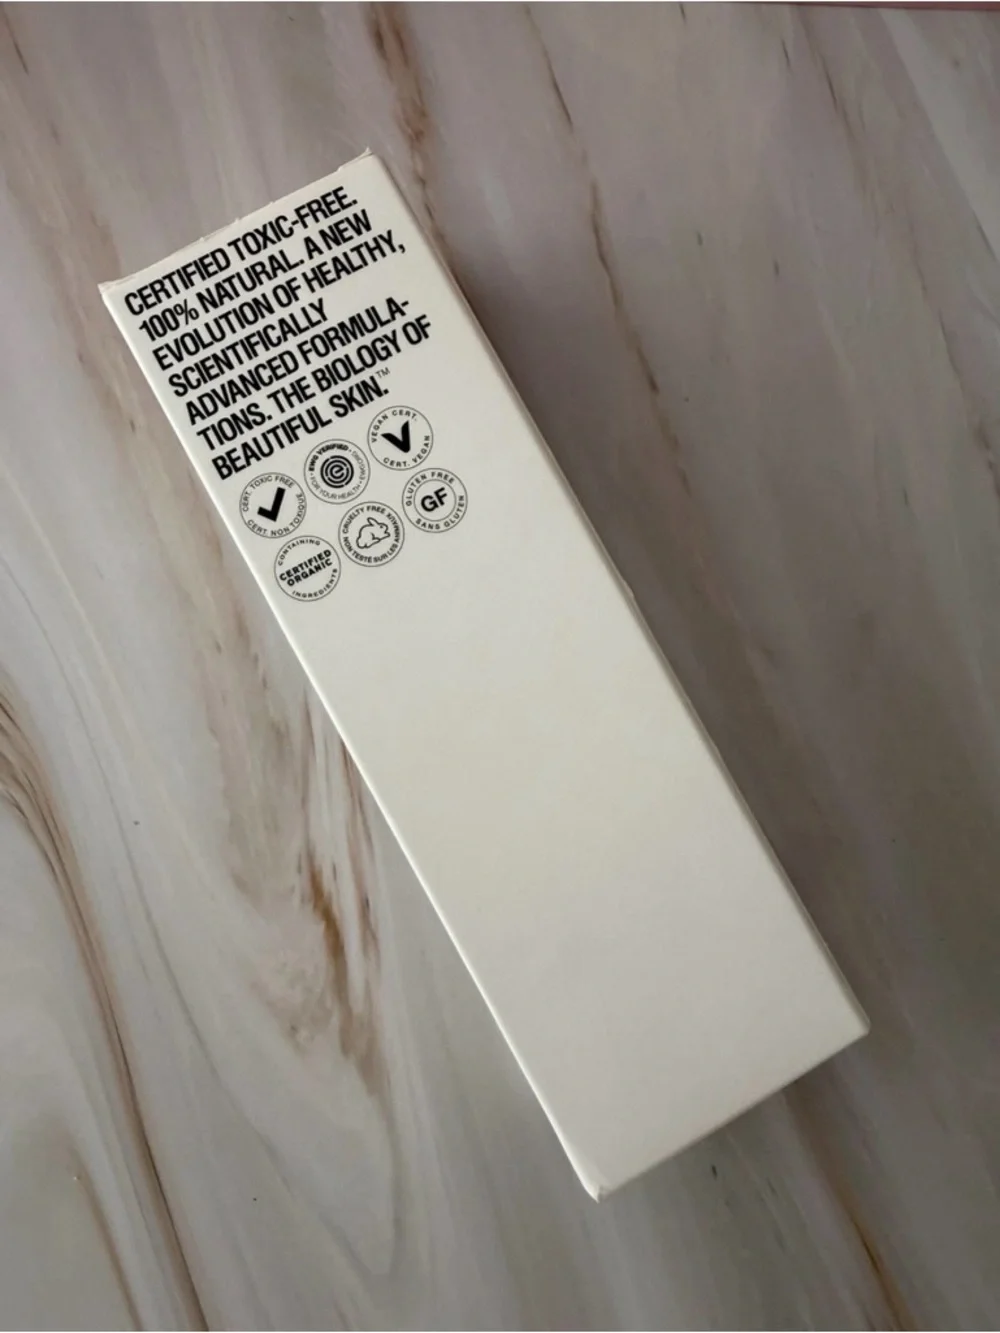 CERTIFIED TOXIC-FREE.
100% NATURAL. A NEW
EVOLUTION OF HEALTHY,
SCIENTIFICALLY
ADVANCED FORMULA-
TIONS. THE BIOLOGY OF
BEAUTIFUL SKIN.™
CERT. TOXIC FREE
CERT. NON TOXIQUE
EWG VERIFIED •
FOR YOUR HEALTH • EWG.ORG
VEGAN CERT.
CERT. VEGAN
CONTAINING
CERTIFIED
ORGANIC
INGREDIENTS
CRUELTY FREE
NON TESTÉ SUR LES ANIMAUX
GLUTEN FREE
GF
SANS GLUTEN